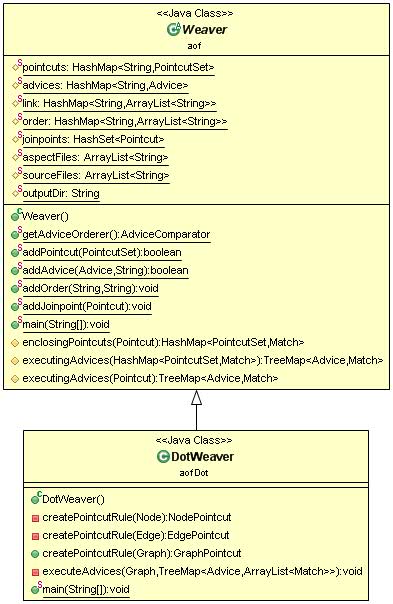 <<Java Class>>
Weaver
aof
pointcuts: HashMap<String,PointcutSet>
advices: HashMap<String,Advice>
link: HashMap<String,ArrayList<String>>
order: HashMap<String,ArrayList<String>>
joinpoints: HashSet<Pointcut>
aspectFiles: ArrayList<String>
sourceFiles: ArrayList<String>
outputDir: String
Weaver()
getAdviceOrderer():AdviceComparator
addPointcut(PointcutSet):boolean
addAdvice(Advice,String):boolean
addOrder(String,String):void
addJoinpoint(Pointcut):void
main(String[]):void
enclosingPointcuts(Pointcut):HashMap<PointcutSet,Match>
executingAdvices(HashMap<PointcutSet,Match>):TreeMap<Advice,Match>
executingAdvices(Pointcut):TreeMap<Advice,Match>
<<Java Class>>
DotWeaver
aofDot
DotWeaver()
createPointcutRule(Node):NodePointcut
createPointcutRule(Edge):EdgePointcut
createPointcutRule(Graph):GraphPointcut
executeAdvices(Graph,TreeMap<Advice,ArrayList<Match>>):void
main(String[]):void